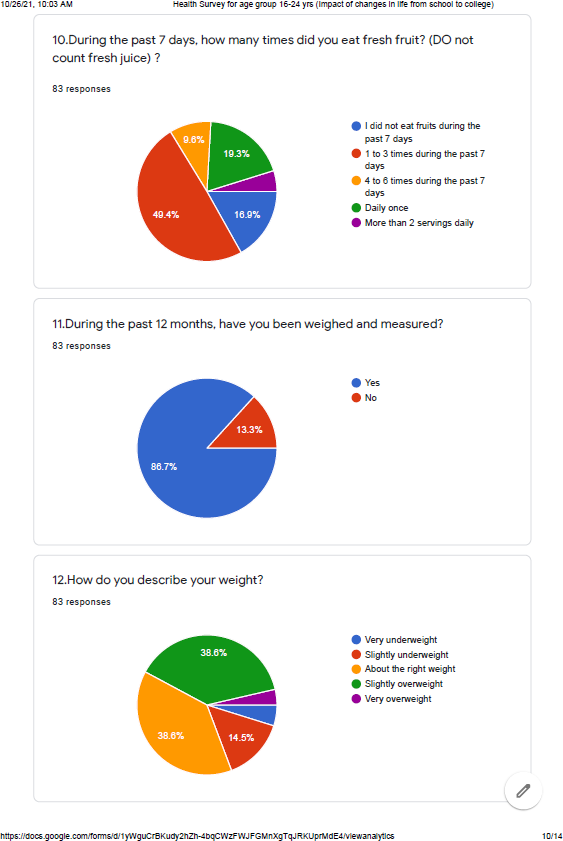 10/26/21, 10:03 AM Health Survey for age group 16-24 yrs (Impact of changes in life from school to college)
10.During the past 7 days, how many times did you eat fresh fruit? (DO not
count fresh juice) ?
83 responses
I did not eat fruits during the
past 7 days
1 to 3 times during the past 7
days
4 to 6 times during the past 7
days
Daily once
More than 2 servings daily
9.6%
19.3%
49.4%
16.9%
11.During the past 12 months, have you been weighed and measured?
83 responses
Yes
No
13.3%
86.7%
12.How do you describe your weight?
83 responses
Very underweight
Slightly underweight
About the right weight
Slightly overweight
Very overweight
38.6%
38.6%
14.5%
https://docs.google.com/forms/d/1yWguCrBKudy2hZh-4bqCWzFWJFGMnXgTqJRKUprMdE4/viewanalytics 10/14